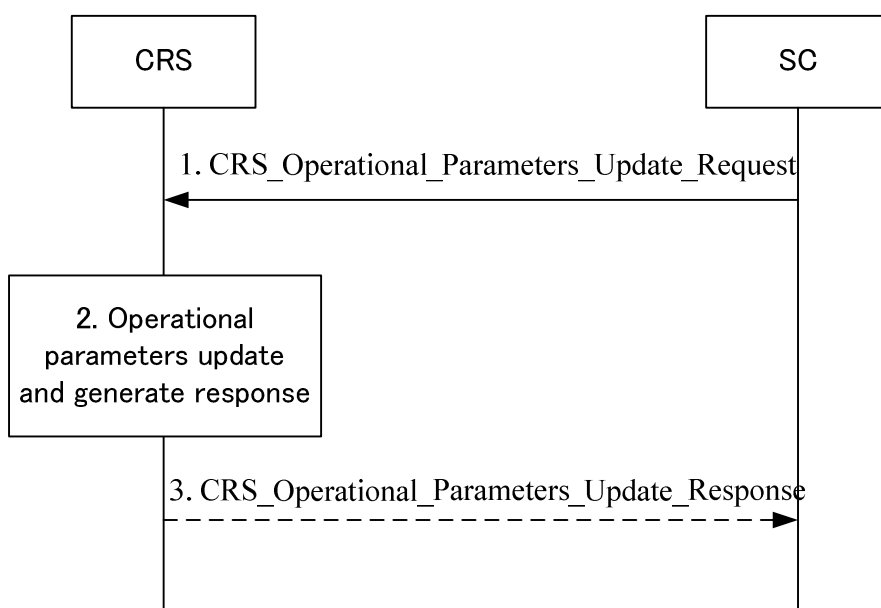 CRS
SC
1. CRS_Operational_Parameters_Update_Request
2. Operational
parameters update
and generate response
3. CRS_Operational_Parameters_Update_Response